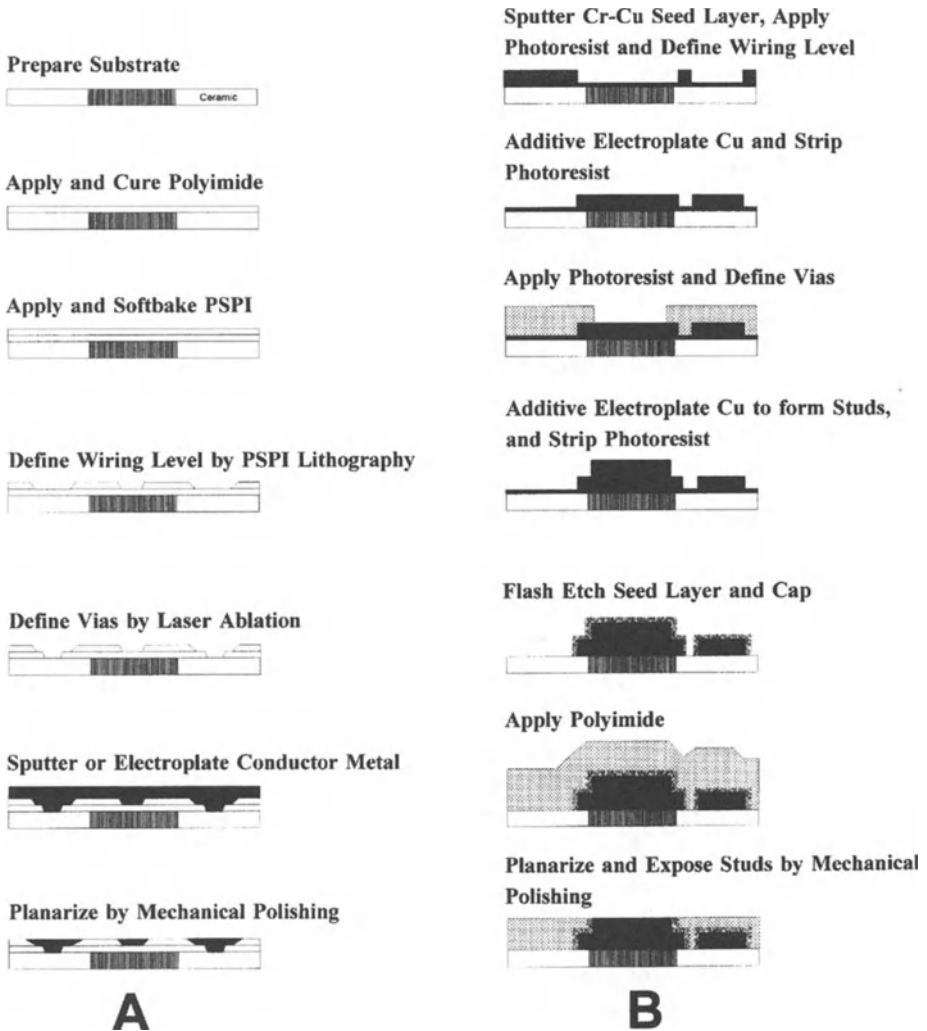 Prepare Substrate
Ceramic
Apply and Cure Polyimide
Apply and Softbake PSPI
Define Wiring Level by PSPI Lithography
Define Vias by Laser Ablation
Sputter or Electroplate Conductor Metal
Planarize by Mechanical Polishing
A
Sputter Cr-Cu Seed Layer, Apply
Photoresist and Define Wiring Level
Additive Electroplate Cu and Strip
Photoresist
Apply Photoresist and Define Vias
Additive Electroplate Cu to form Studs,
and Strip Photoresist
Flash Etch Seed Layer and Cap
Apply Polyimide
Planarize and Expose Studs by Mechanical
Polishing
B